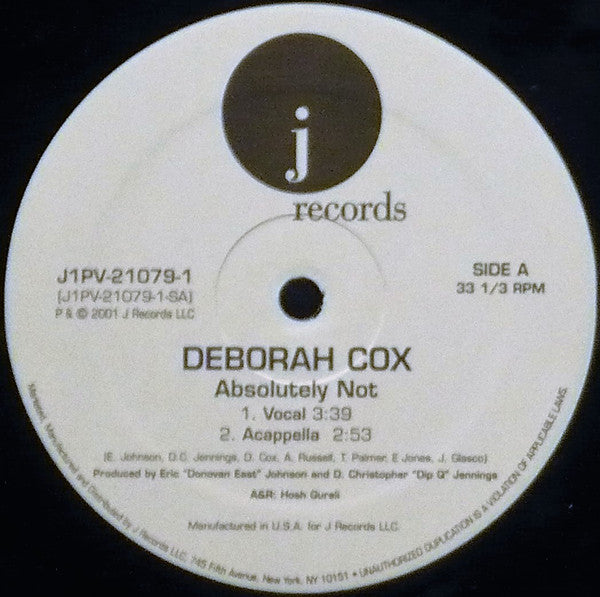 j
records
J1PV-21079-1
(J1PV-21079-1-SA)
P & © 2001 J Records LLC
SIDE A
33 1/3 RPM
DEBORAH COX
Absolutely Not
1. Vocal 3:39
2. Acappella 2:53
(E. Johnson, D.C. Jennings, D. Cox, A. Russell, T. Palmer, E Jones, J. Glasco)
Produced by Eric "Donovan East" Johnson and D. Christopher "Dip Q" Jennings
A&R: Hosh Gureli
Manufactured in U.S.A. for J Records LLC
Marketed, Manufactured and Distributed by J Records LLC, 745 Fifth Avenue, New York, NY 10151 • UNAUTHORIZED DUPLICATION IS A VIOLATION OF APPLICABLE LAWS.